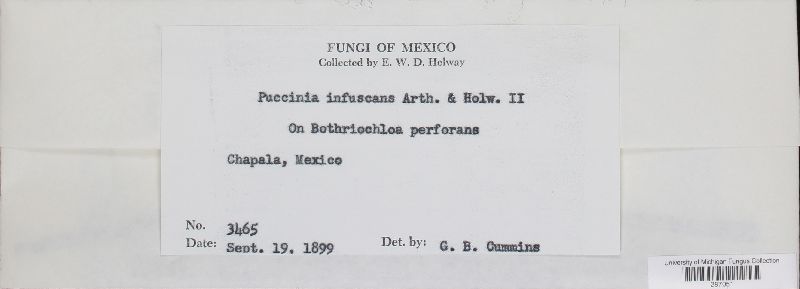 FUNGI OF MEXICO
Collected by E. W. D. Holway
Puccinia infuscans Arth. & Holw. II
On Bothriochloa perforans
Chapala, Mexico
No. 3465
Date: Sept. 19, 1899
Det. by: G. B. Cummins
University of Michigan Fungus Collection